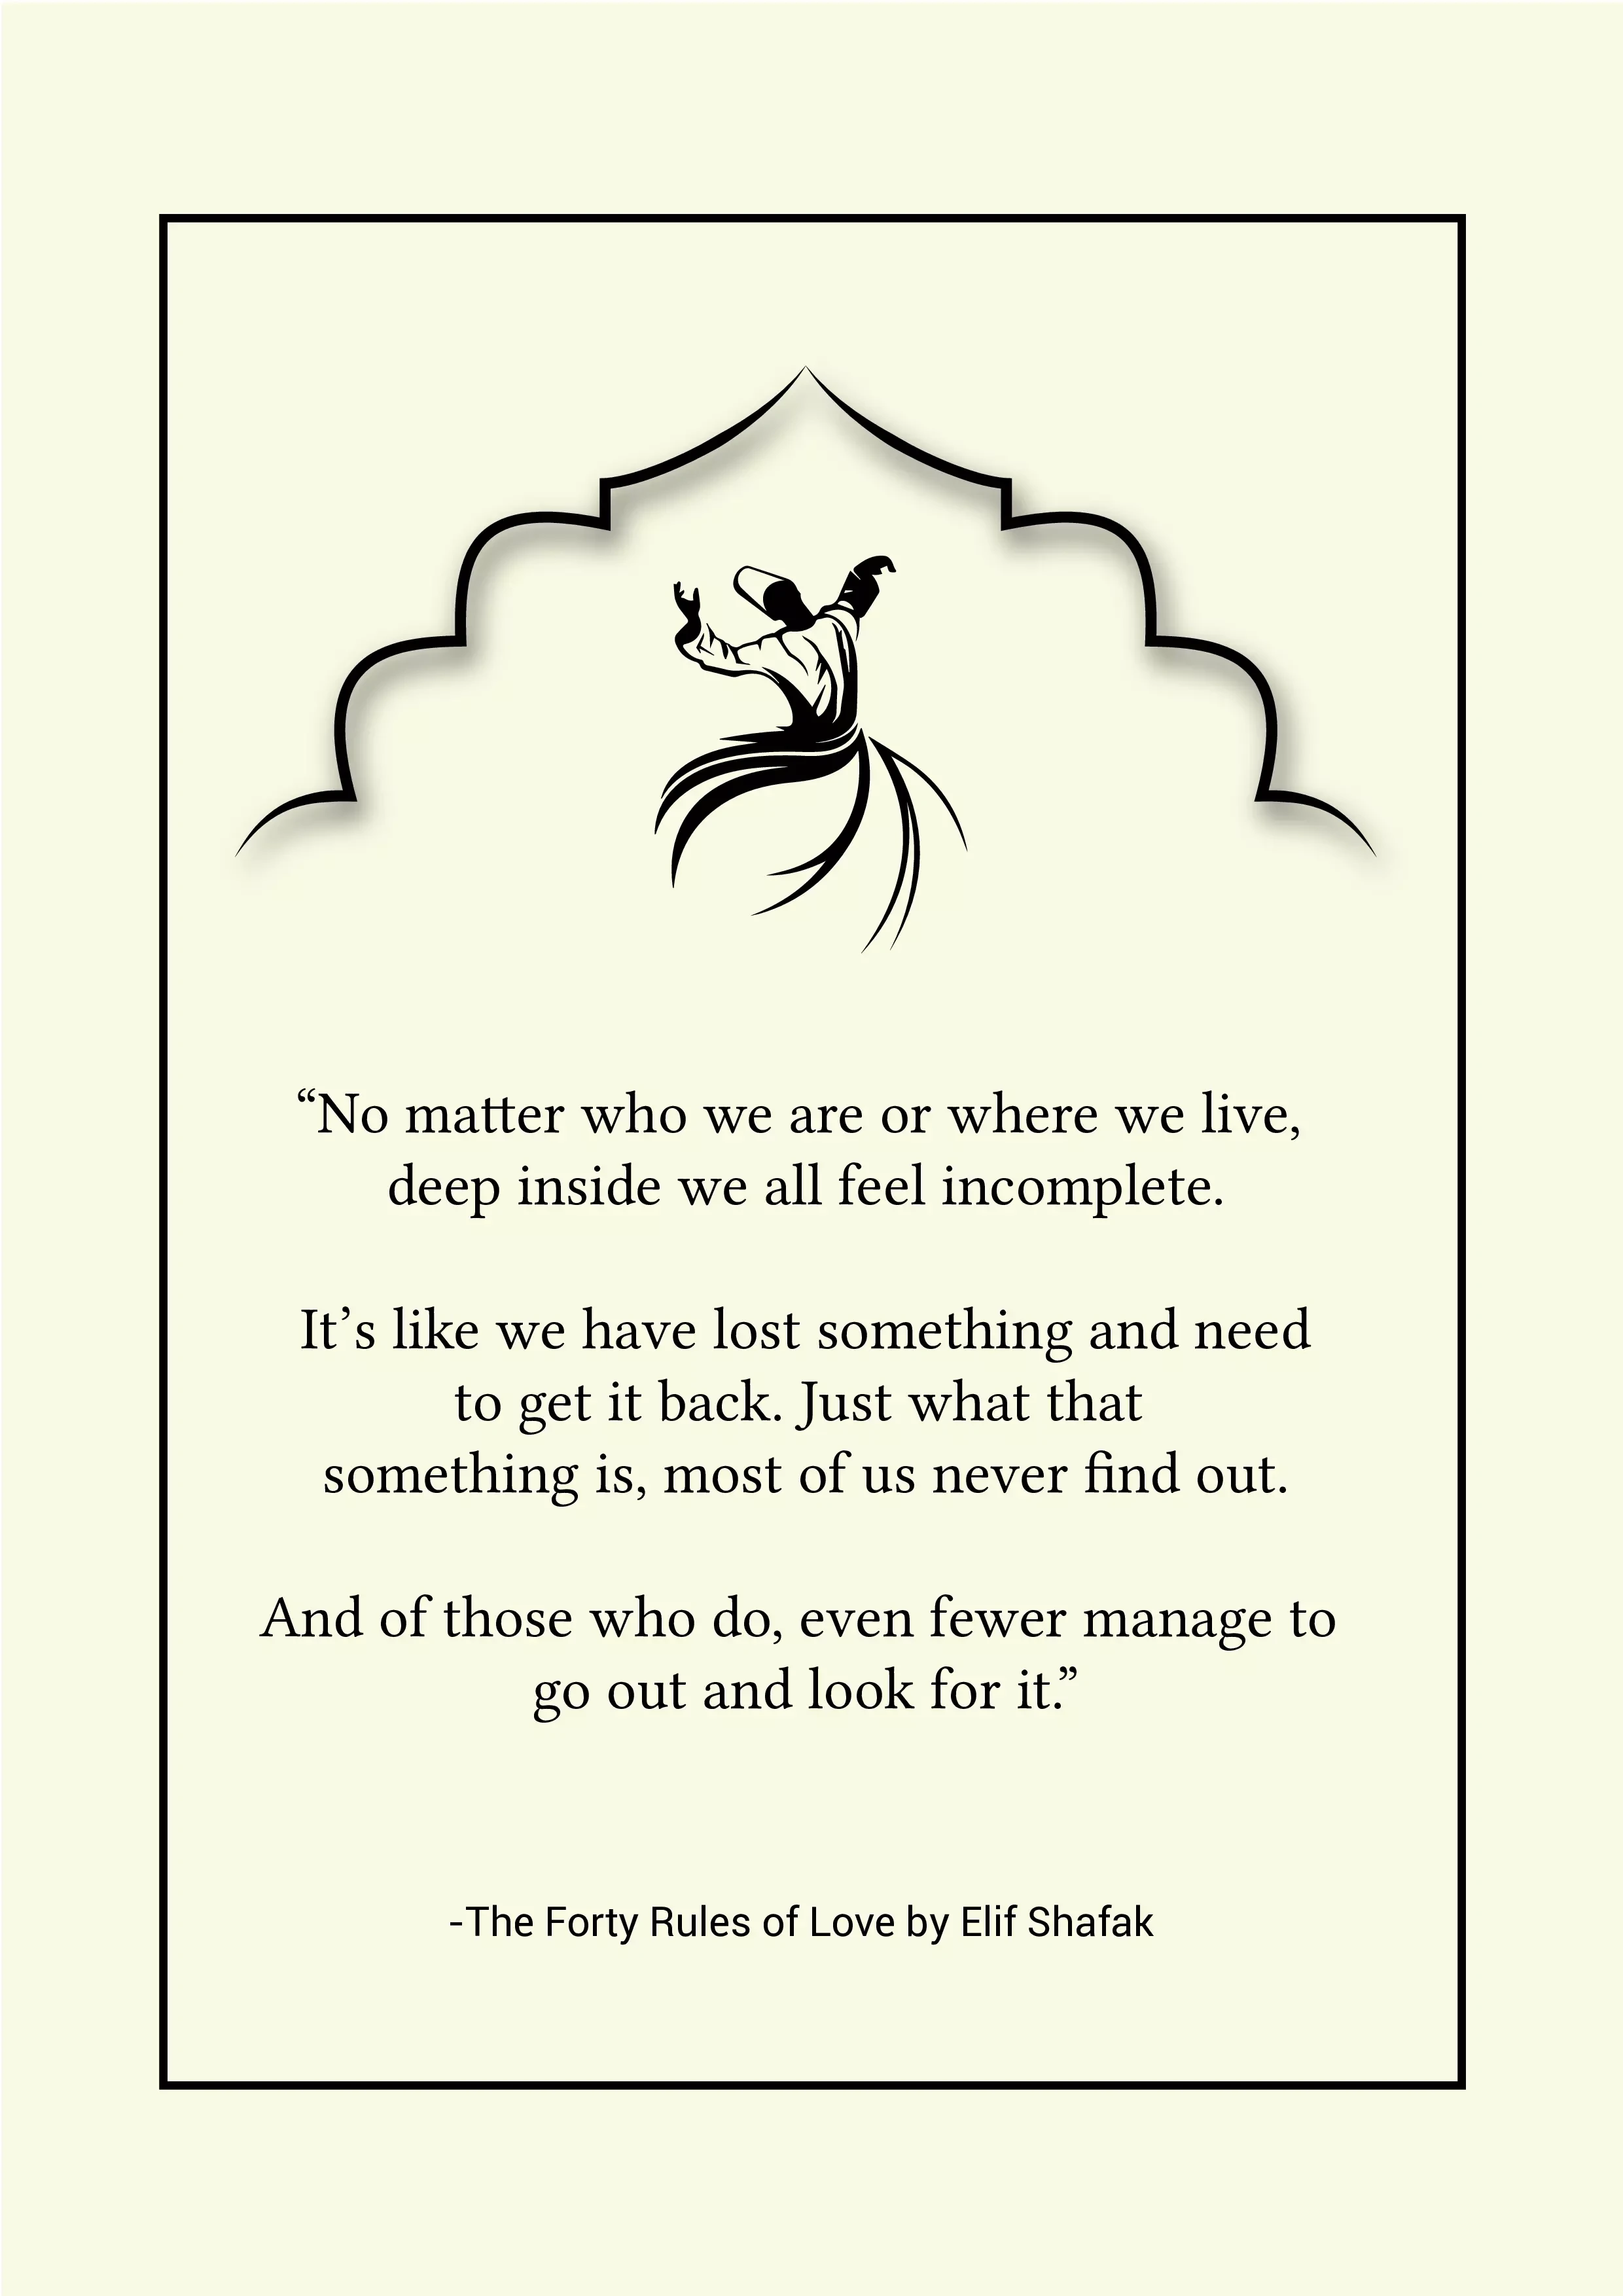 “No matter who we are or where we live,
deep inside we all feel incomplete.
It’s like we have lost something and need
to get it back. Just what that
something is, most of us never find out.
And of those who do, even fewer manage to
go out and look for it.”
-The Forty Rules of Love by Elif Shafak